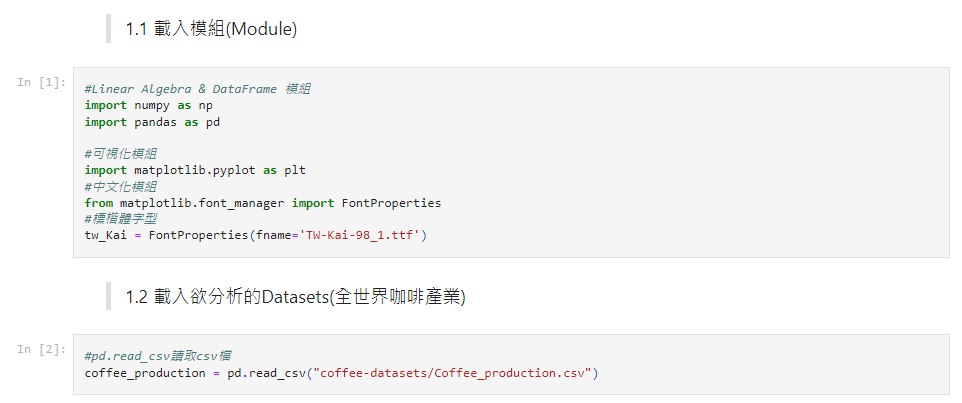 1.1 載入模組(Module)
In [1]:
#Linear Algebra & DataFrame 模組
import numpy as np
import pandas as pd
#可視化模組
import matplotlib.pyplot as plt
#中文化模組
from matplotlib.font_manager import FontProperties
#標楷體字型
tw_Kai = FontProperties(fname='TW-Kai-98_1.ttf')
1.2 載入欲分析的Datasets(全世界咖啡產業)
In [2]:
#pd.read_csv讀取csv檔
coffee_production = pd.read_csv("coffee-datasets/Coffee_production.csv")